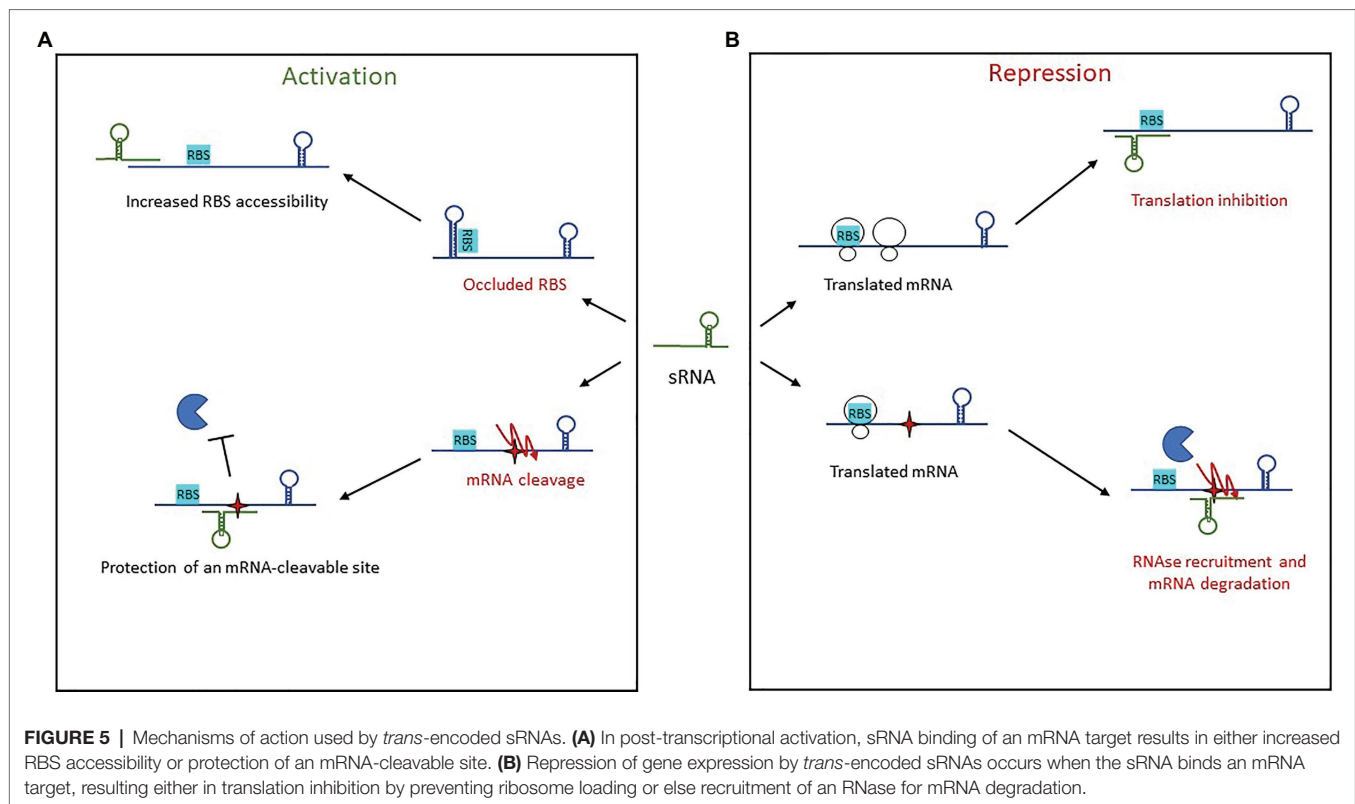 A
B
Activation
Repression
RBS
Increased RBS accessibility
RBS
Occluded RBS
RBS
Translation inhibition
RBS
Translated mRNA
sRNA
RBS
mRNA cleavage
RBS
Protection of an mRNA-cleavable site
RBS
Translated mRNA
RBS
RNAse recruitment and
mRNA degradation
FIGURE 5 | Mechanisms of action used by trans-encoded sRNAs. (A) In post-transcriptional activation, sRNA binding of an mRNA target results in either increased
RBS accessibility or protection of an mRNA-cleavable site. (B) Repression of gene expression by trans-encoded sRNAs occurs when the sRNA binds an mRNA
target, resulting either in translation inhibition by preventing ribosome loading or else recruitment of an RNase for mRNA degradation.